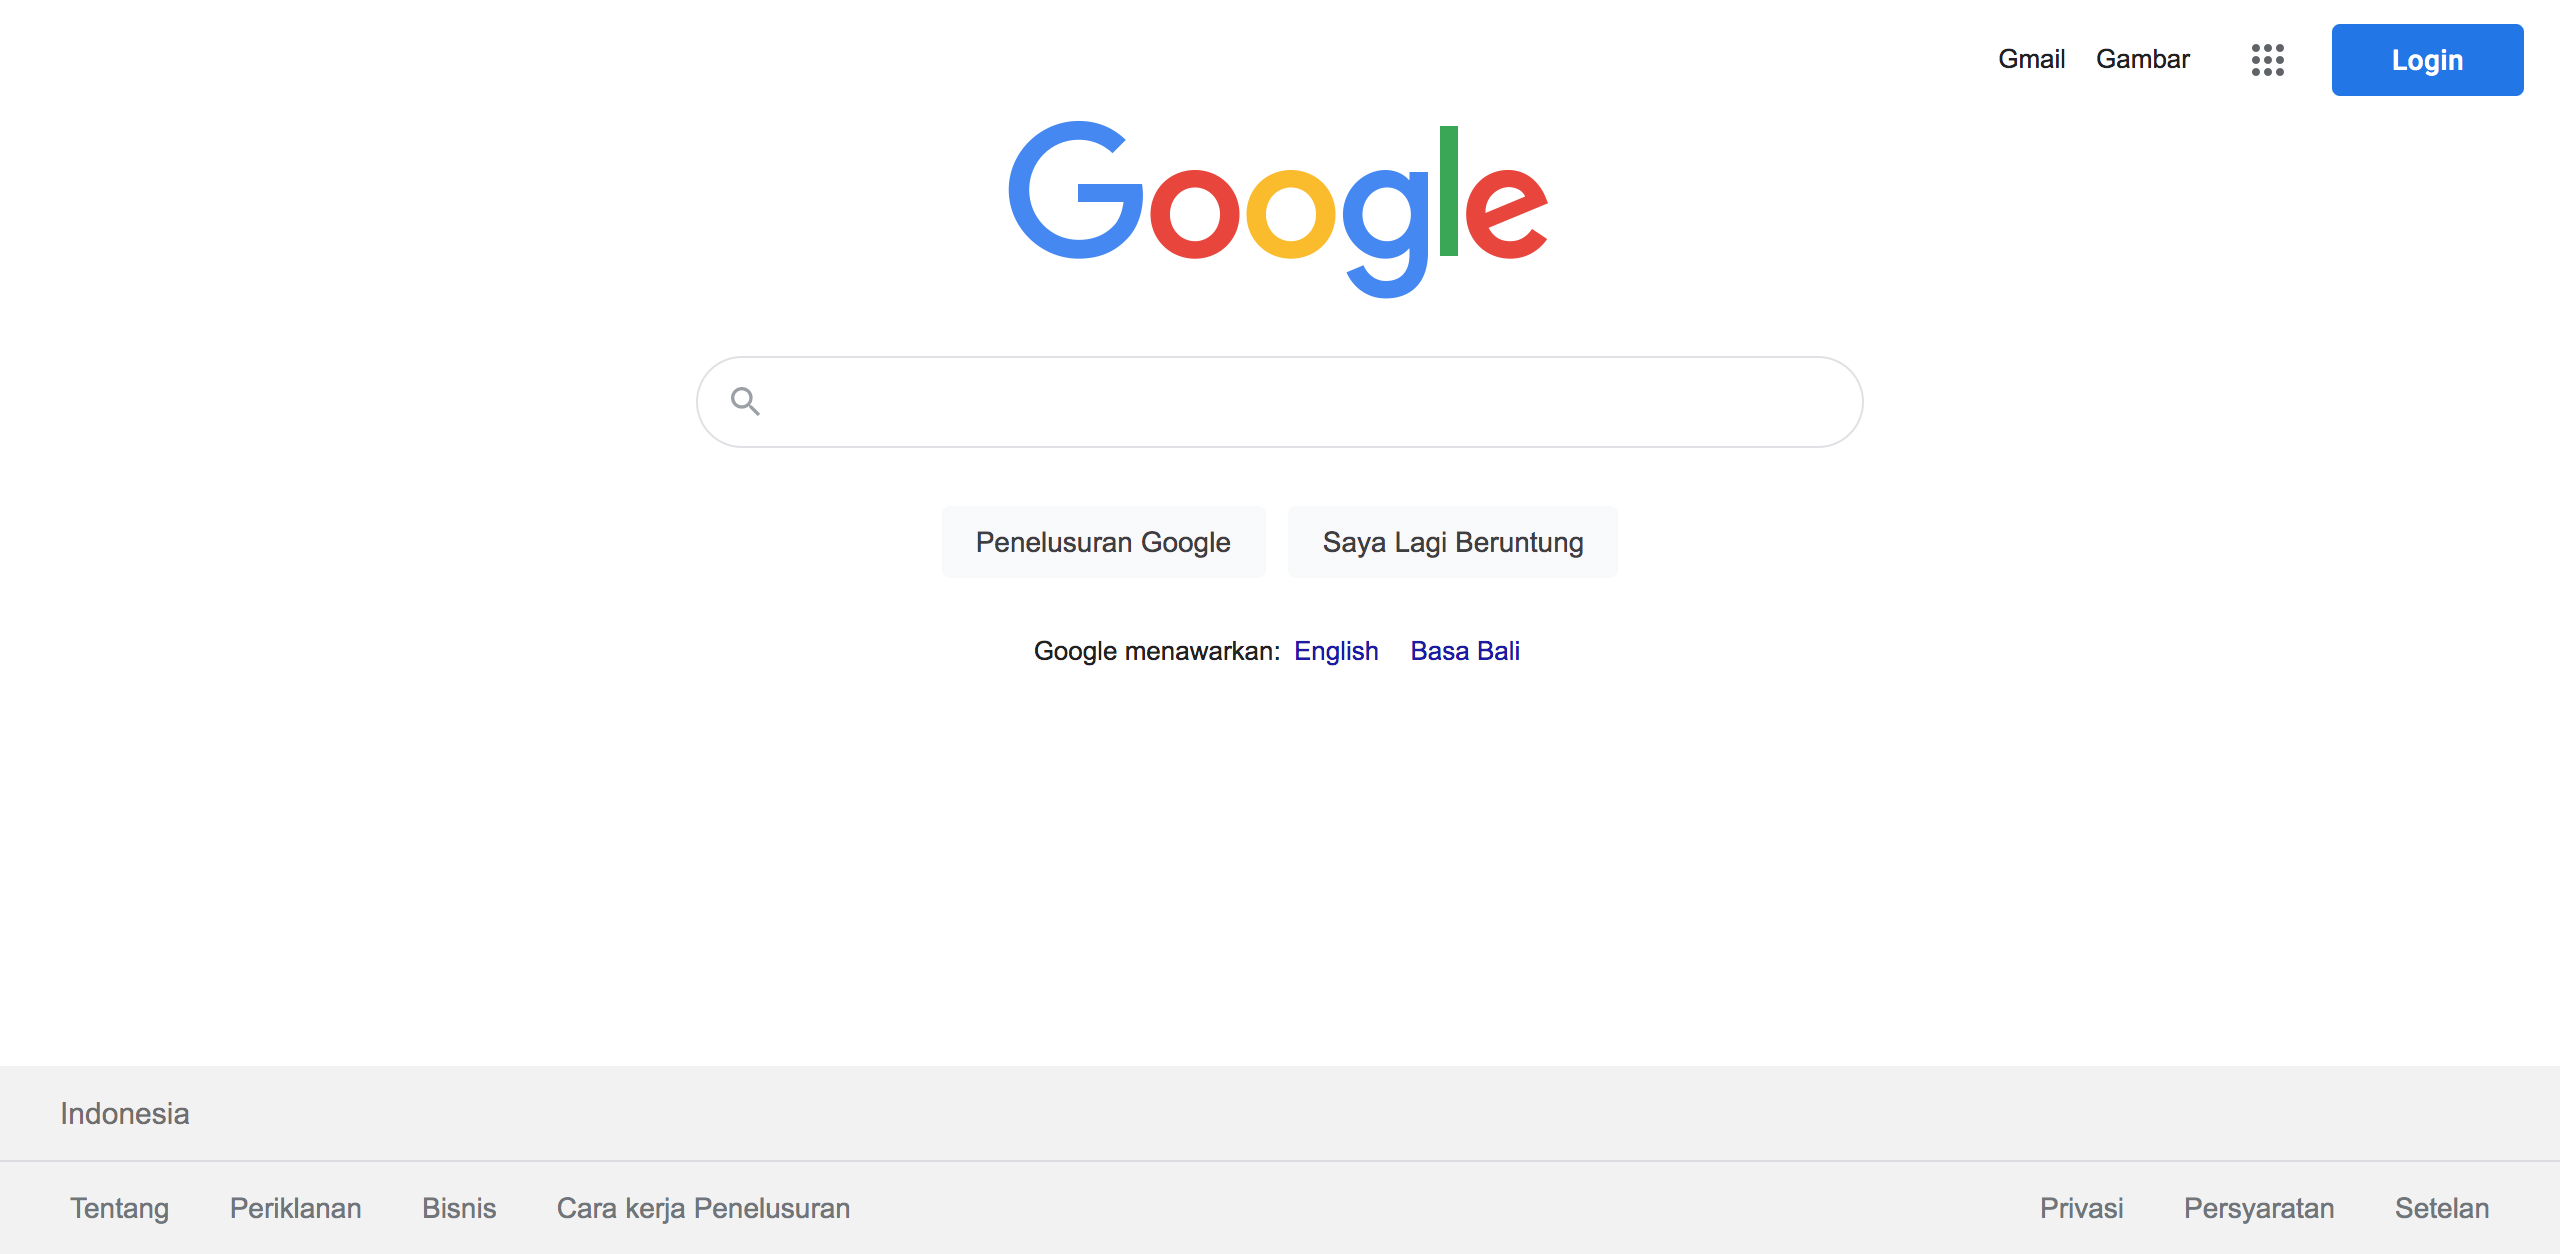 Gmail Gambar Login
Google
Penelusuran Google Saya Lagi Beruntung
Google menawarkan: English Basa Bali
Indonesia
Tentang Periklanan Bisnis Cara kerja Penelusuran Privasi Persyaratan Setelan